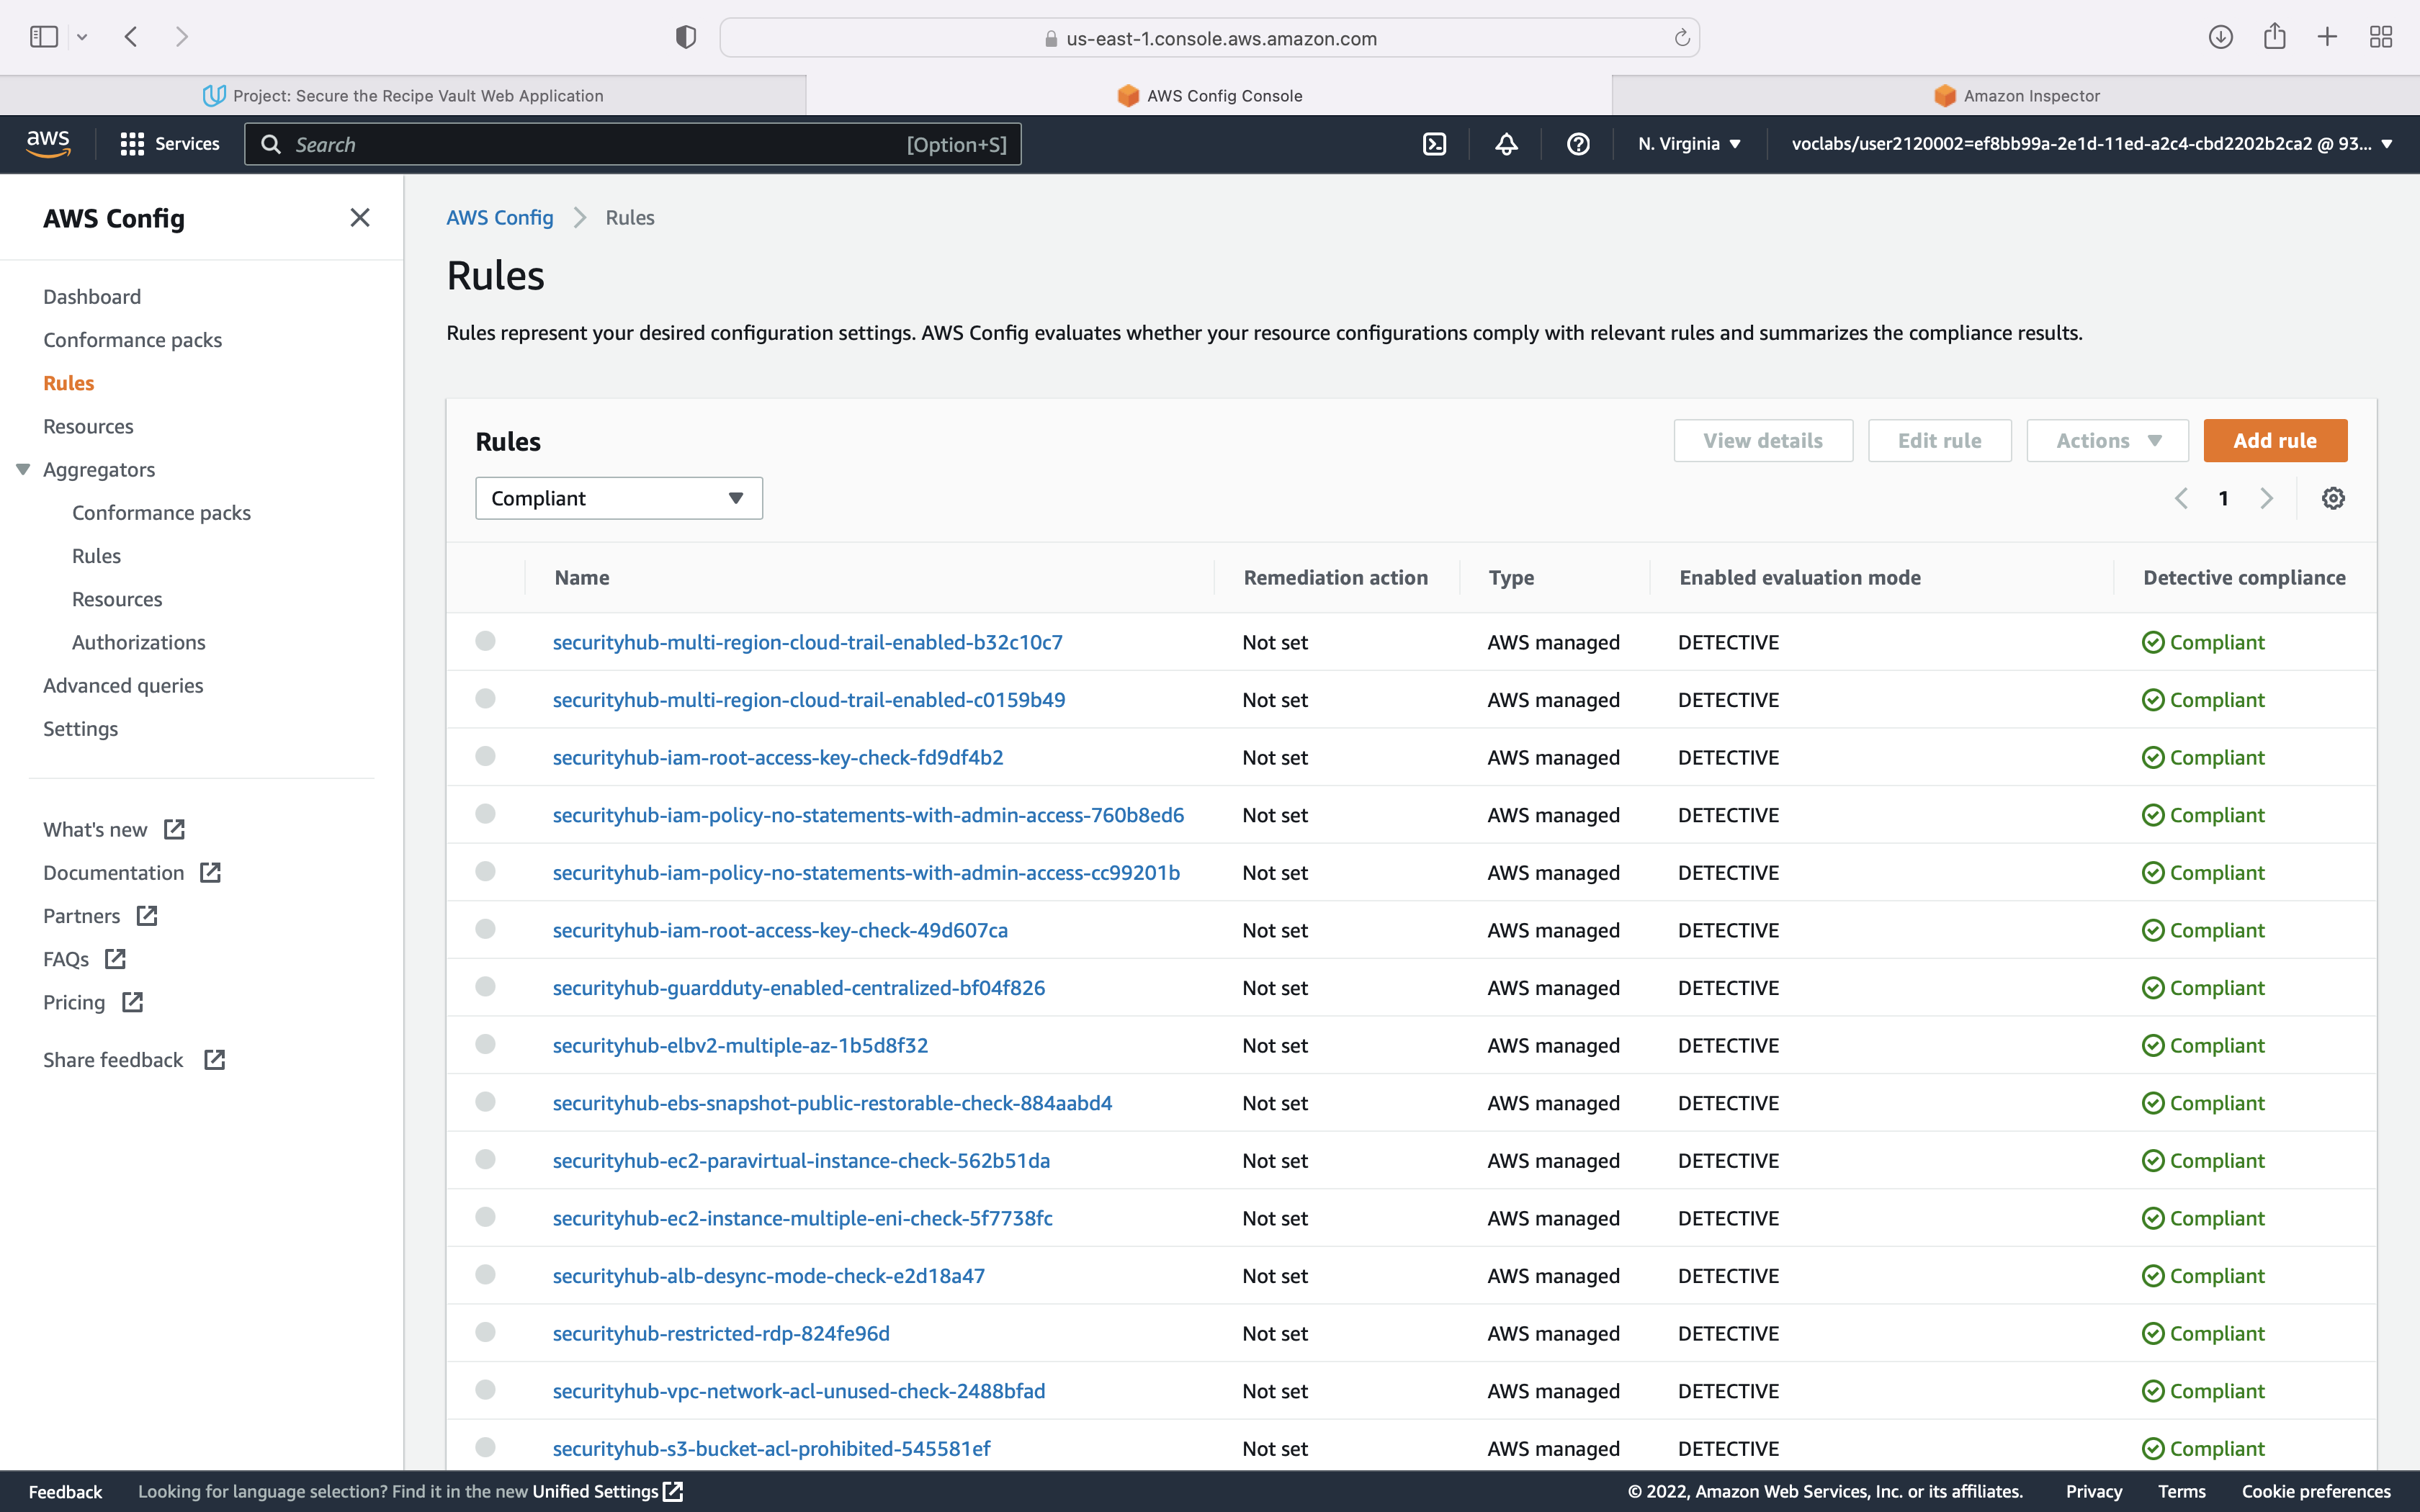 us-east-1.console.aws.amazon.com
Project: Secure the Recipe Vault Web Application
AWS Config Console
Amazon Inspector
aws
Services
Search
[Option+S]
N. Virginia
voclabs/user2120002=ef8bb99a-2e1d-11ed-a2c4-cbd2202b2ca2 @ 93...
AWS Config
Dashboard
Conformance packs
Rules
Resources
Aggregators
Conformance packs
Rules
Resources
Authorizations
Advanced queries
Settings
What's new
Documentation
Partners
FAQs
Pricing
Share feedback
AWS Config > Rules
Rules
Rules represent your desired configuration settings. AWS Config evaluates whether your resource configurations comply with relevant rules and summarizes the compliance results.
Rules
View details
Edit rule
Actions
Add rule
Compliant
1
Name Remediation action Type Enabled evaluation mode Detective compliance
securityhub-multi-region-cloud-trail-enabled-b32c10c7 Not set AWS managed DETECTIVE Compliant
securityhub-multi-region-cloud-trail-enabled-c0159b49 Not set AWS managed DETECTIVE Compliant
securityhub-iam-root-access-key-check-fd9df4b2 Not set AWS managed DETECTIVE Compliant
securityhub-iam-policy-no-statements-with-admin-access-760b8ed6 Not set AWS managed DETECTIVE Compliant
securityhub-iam-policy-no-statements-with-admin-access-cc99201b Not set AWS managed DETECTIVE Compliant
securityhub-iam-root-access-key-check-49d607ca Not set AWS managed DETECTIVE Compliant
securityhub-guardduty-enabled-centralized-bf04f826 Not set AWS managed DETECTIVE Compliant
securityhub-elbv2-multiple-az-1b5d8f32 Not set AWS managed DETECTIVE Compliant
securityhub-ebs-snapshot-public-restorable-check-884aabd4 Not set AWS managed DETECTIVE Compliant
securityhub-ec2-paravirtual-instance-check-562b51da Not set AWS managed DETECTIVE Compliant
securityhub-ec2-instance-multiple-eni-check-5f7738fc Not set AWS managed DETECTIVE Compliant
securityhub-alb-desync-mode-check-e2d18a47 Not set AWS managed DETECTIVE Compliant
securityhub-restricted-rdp-824fe96d Not set AWS managed DETECTIVE Compliant
securityhub-vpc-network-acl-unused-check-2488bfad Not set AWS managed DETECTIVE Compliant
securityhub-s3-bucket-acl-prohibited-545581ef Not set AWS managed DETECTIVE Compliant
Feedback
Looking for language selection? Find it in the new Unified Settings
© 2022, Amazon Web Services, Inc. or its affiliates.
Privacy
Terms
Cookie preferences